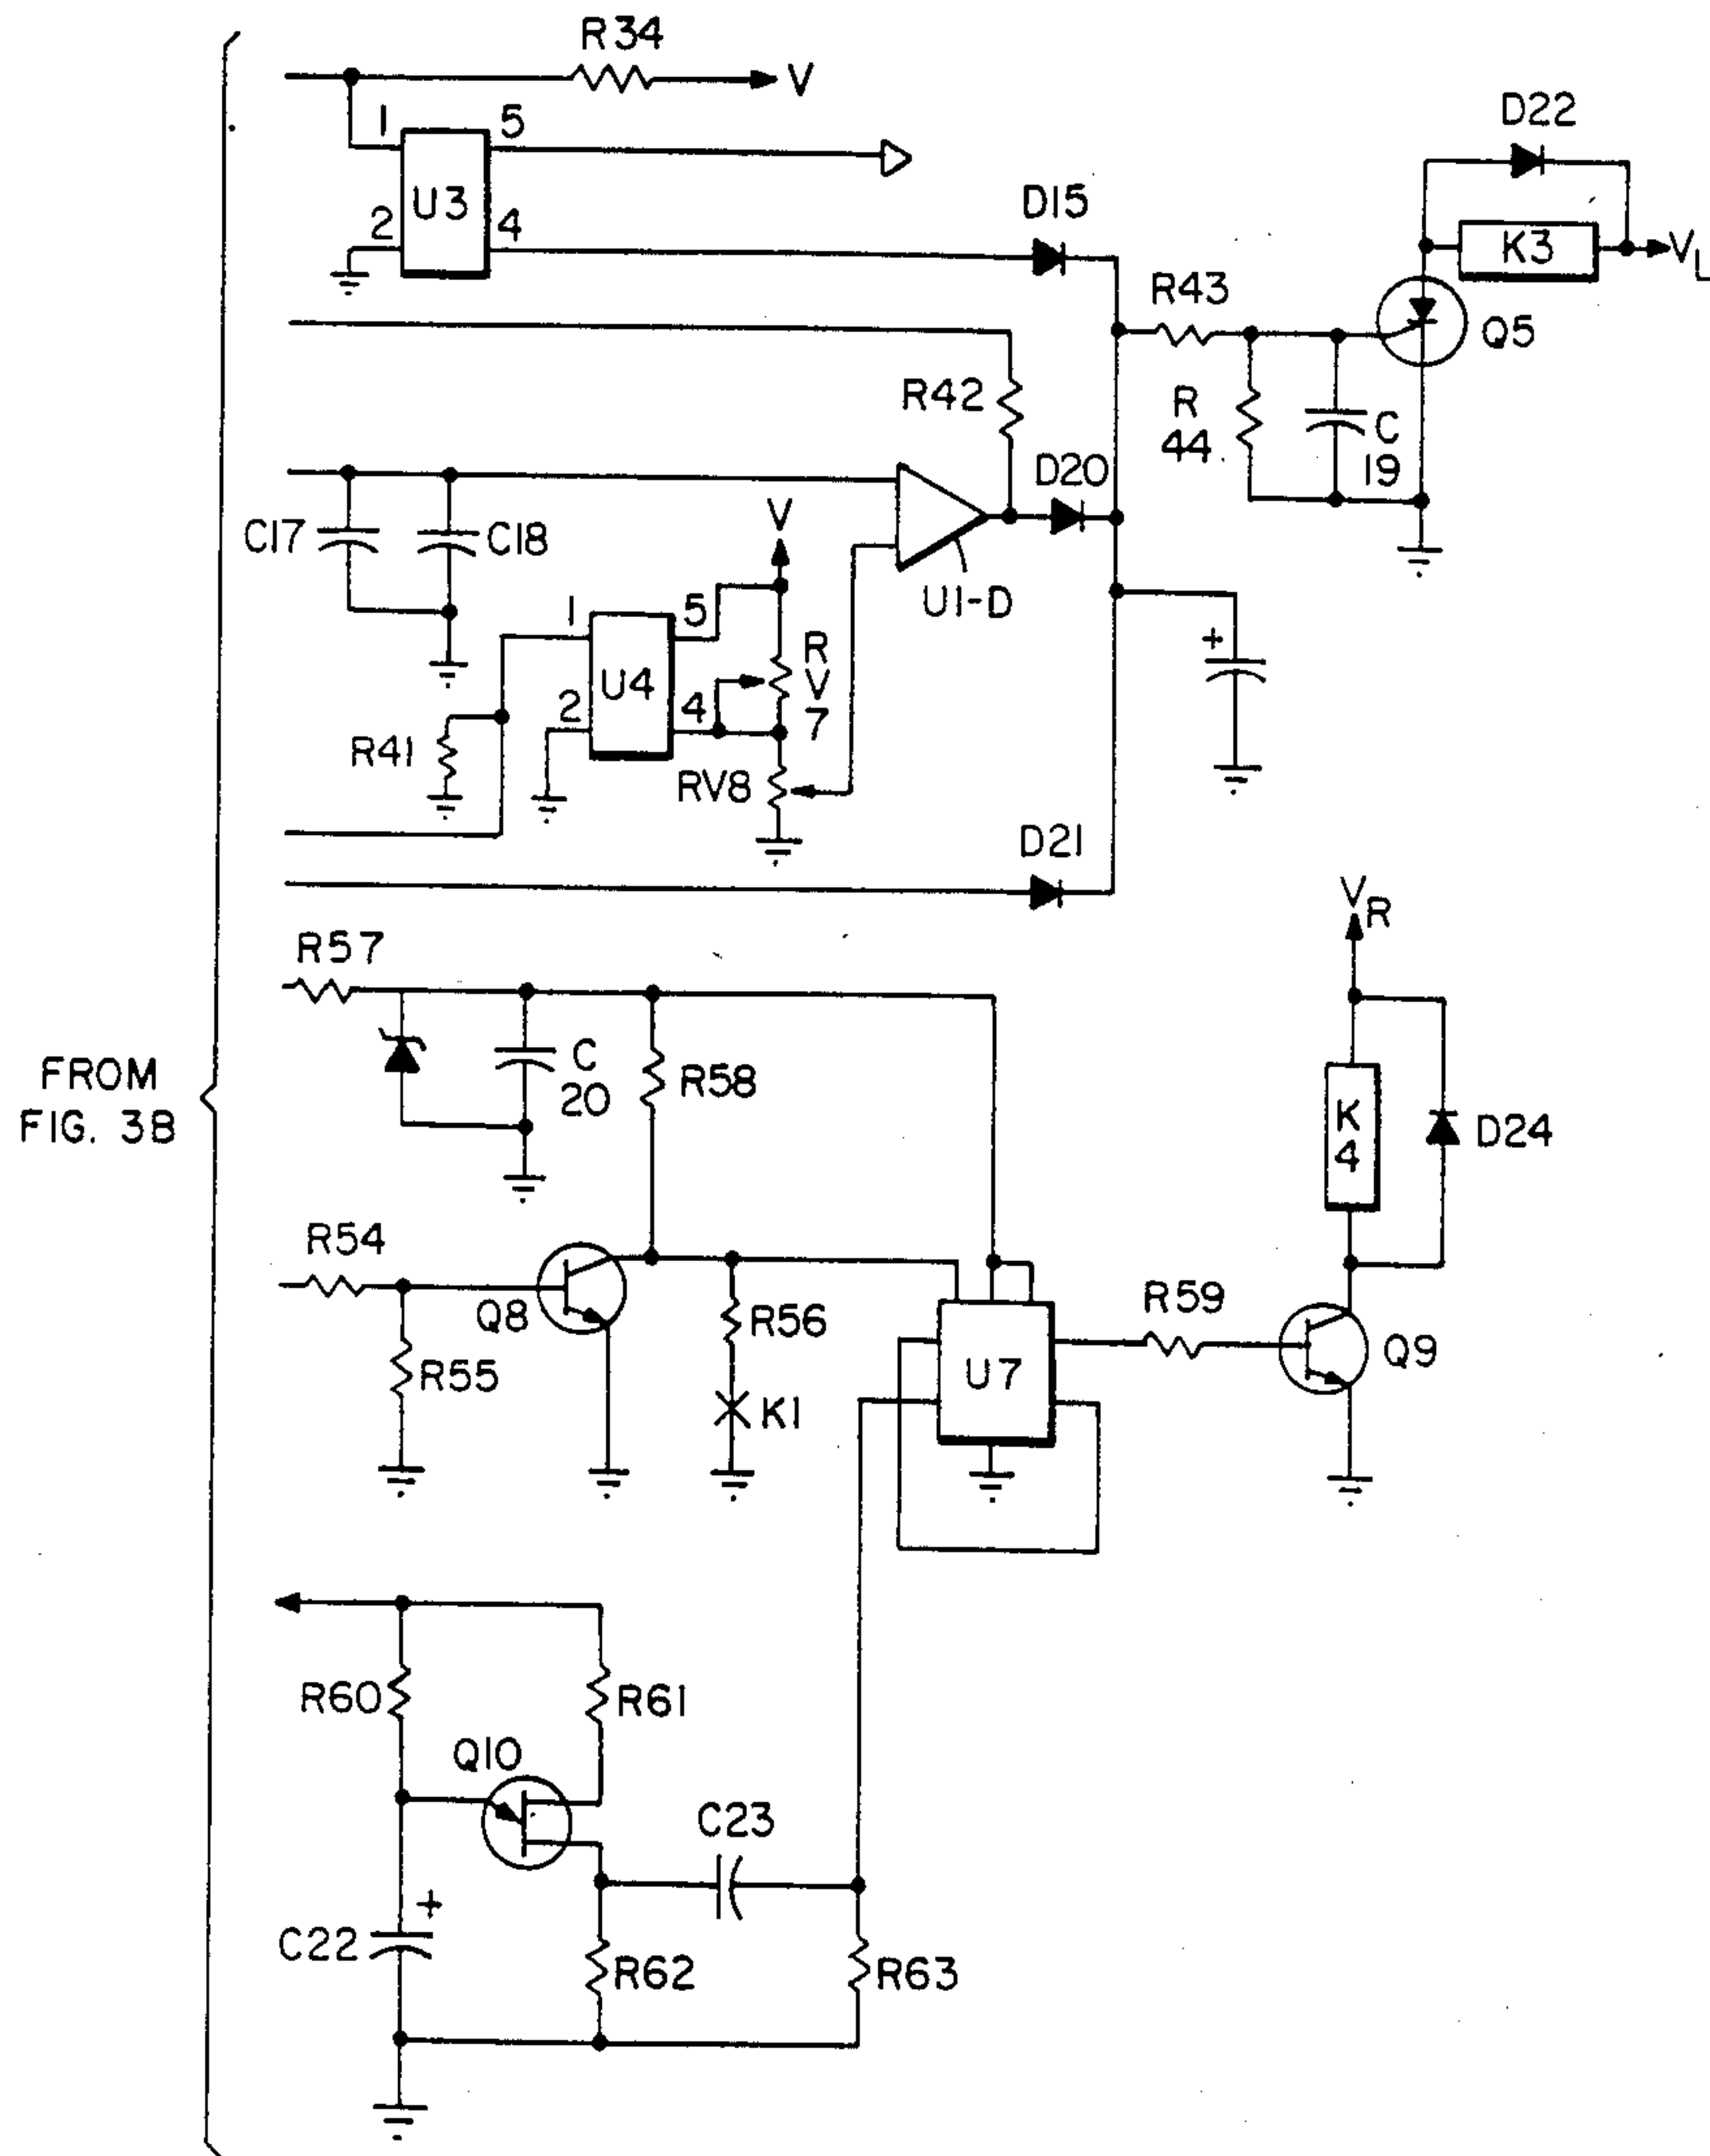 R34
V
1
5
U3
2
4
D22
D15
K3
VL
R43
Q5
R42
R
44
C
19
D20
C17
C18
V
U1-D
1
5
R
V
7
U4
2
4
R41
RV8
D21
VR
R57
C
20
R58
K
4
D24
FROM
FIG. 3B
R54
Q8
R56
R59
R55
K1
U7
Q9
R60
R61
Q10
C23
+
C22
R62
R63
+